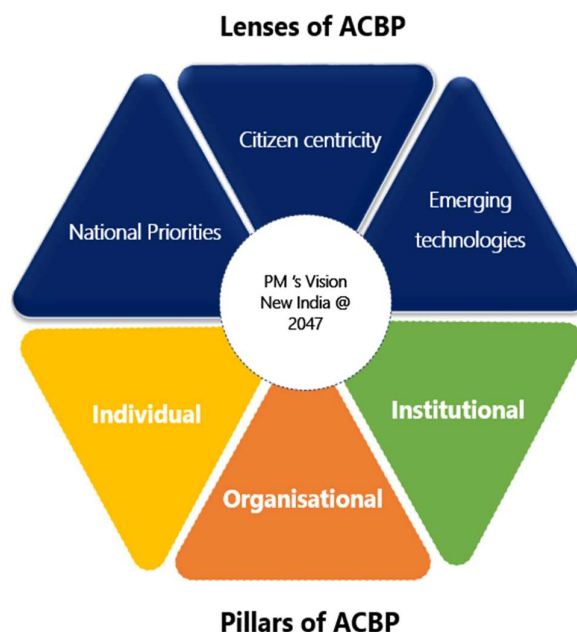 Lenses of ACBP
Citizen centricity
National Priorities
Emerging
technologies
PM 's Vision
New India @
2047
Individual
Institutional
Organisational
Pillars of ACBP